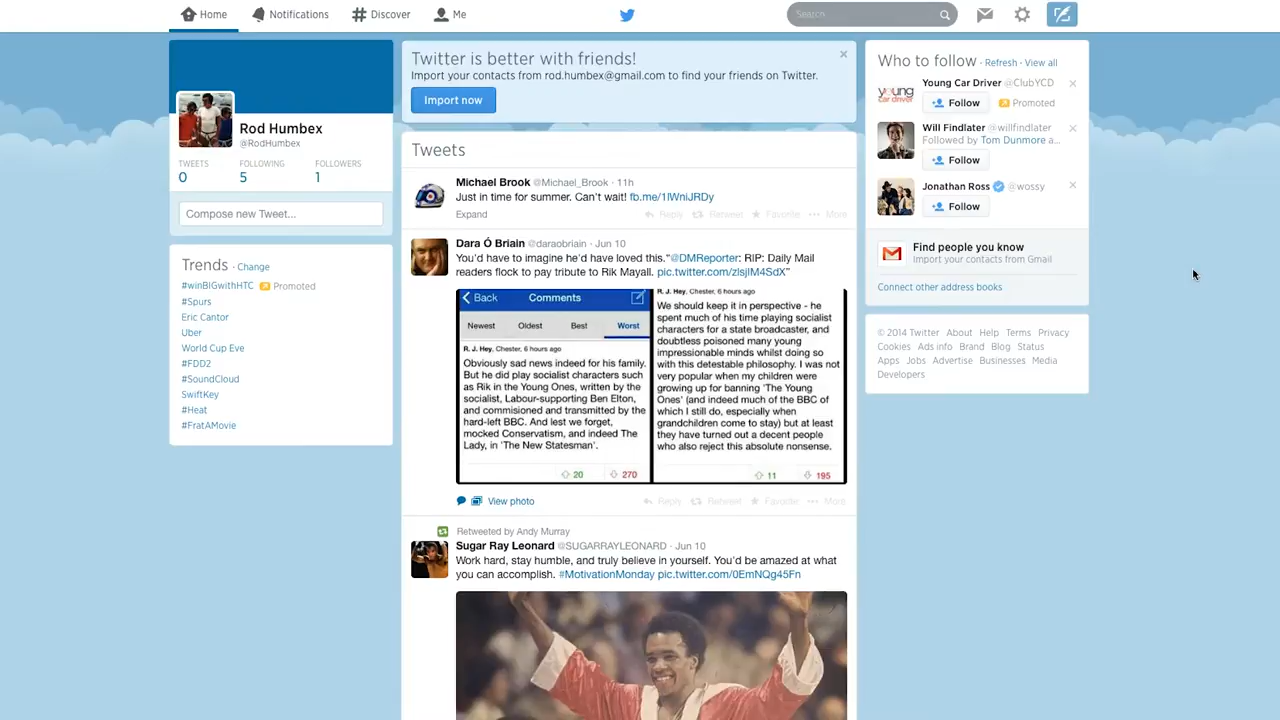 Home
Notifications
Discover
Me
Search
Rod Humbex
@RodHumbex
TWEETS FOLLOWING FOLLOWERS
0 5 1
Compose new Tweet...
Trends · Change
#winBIGwithHTC Promoted
#Spurs
Eric Cantor
Uber
World Cup Eve
#FDD2
#SoundCloud
SwiftKey
#Heat
#FratAMovie
Twitter is better with friends!
Import your contacts from rod.humbex@gmail.com to find your friends on Twitter.
Import now
Tweets
Michael Brook @Michael_Brook · 11h
Just in time for summer. Can't wait! fb.me/1IWniJRDy
Expand
Reply Retweet Favorite More
Dara Ó Briain @daraobriain · Jun 10
You'd have to imagine he'd have loved this."@DMReporter: RIP: Daily Mail
readers flock to pay tribute to Rik Mayall. pic.twitter.com/zlsjlM4SdX"
Back Comments
Newest Oldest Best Worst
R. J. Hey, Chester, 6 hours ago
Obviously sad news indeed for his family.
But he did play socialist characters such
as Rik in the Young Ones, written by the
socialist, Labour-supporting Ben Elton,
and commisioned and transmitted by the
hard-left BBC. And lest we forget,
mocked Conservatism, and indeed The
Lady, in 'The New Statesman'.
20 270
R. J. Hey, Chester, 6 hours ago
We should keep it in perspective - he
spent much of his time playing socialist
characters for a state broadcaster, and
doubtless poisoned many young
impressionable minds whilst doing so
with this detestable philosophy. I was not
very popular when my children were
growing up for banning 'The Young
Ones' (and indeed much of the BBC of
which I still do, especially when
grandchildren come to stay) but at least
they have turned out a decent people
who also reject this absolute nonsense.
11 195
View photo
Reply Retweet Favorite More
Retweeted by Andy Murray
Sugar Ray Leonard @SUGARRAYLEONARD · Jun 10
Work hard, stay humble, and truly believe in yourself. You'd be amazed at what
you can accomplish. #MotivationMonday pic.twitter.com/0EmNQg45Fn
Who to follow · Refresh · View all
young
car driver
Young Car Driver @ClubYCD
Follow Promoted
Will Findlater @willfindlater
Followed by Tom Dunmore a...
Follow
Jonathan Ross @wossy
Follow
Find people you know
Import your contacts from Gmail
Connect other address books
© 2014 Twitter About Help Terms Privacy
Cookies Ads info Brand Blog Status
Apps Jobs Advertise Businesses Media
Developers